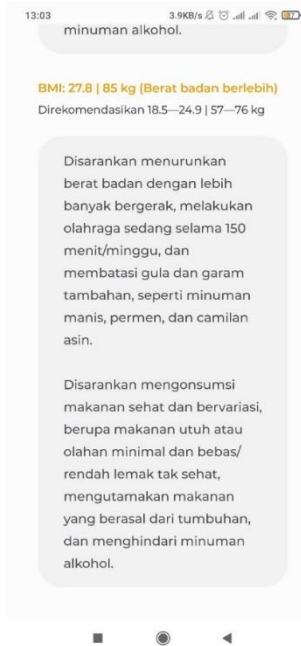 13:03
3.9KB/s
minuman alkohol.
BMI: 27.8 | 85 kg (Berat badan berlebih)
Direkomendasikan 18.5—24.9 | 57—76 kg
Disarankan menurunkan
berat badan dengan lebih
banyak bergerak, melakukan
olahraga sedang selama 150
menit/minggu, dan
membatasi gula dan garam
tambahan, seperti minuman
manis, permen, dan camilan
asin.
Disarankan mengonsumsi
makanan sehat dan bervariasi,
berupa makanan utuh atau
olahan minimal dan bebas/
rendah lemak tak sehat,
mengutamakan makanan
yang berasal dari tumbuhan,
dan menghindari minuman
alkohol.